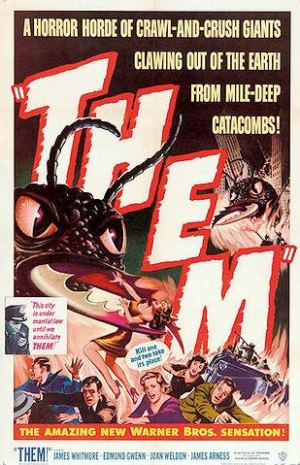 A HORROR HORDE OF CRAWL-AND-CRUSH GIANTS
CLAWING OUT OF THE EARTH
FROM MILE-DEEP
CATACOMBS!
"THEM"
This city
is under
martial law
until we
annihilate
THEM!
Kill one
and two take
its place!
THE AMAZING NEW WARNER BROS. SENSATION!
"THEM!" JAMES WHITMORE · EDMUND GWENN · JOAN WELDON · JAMES ARNESS